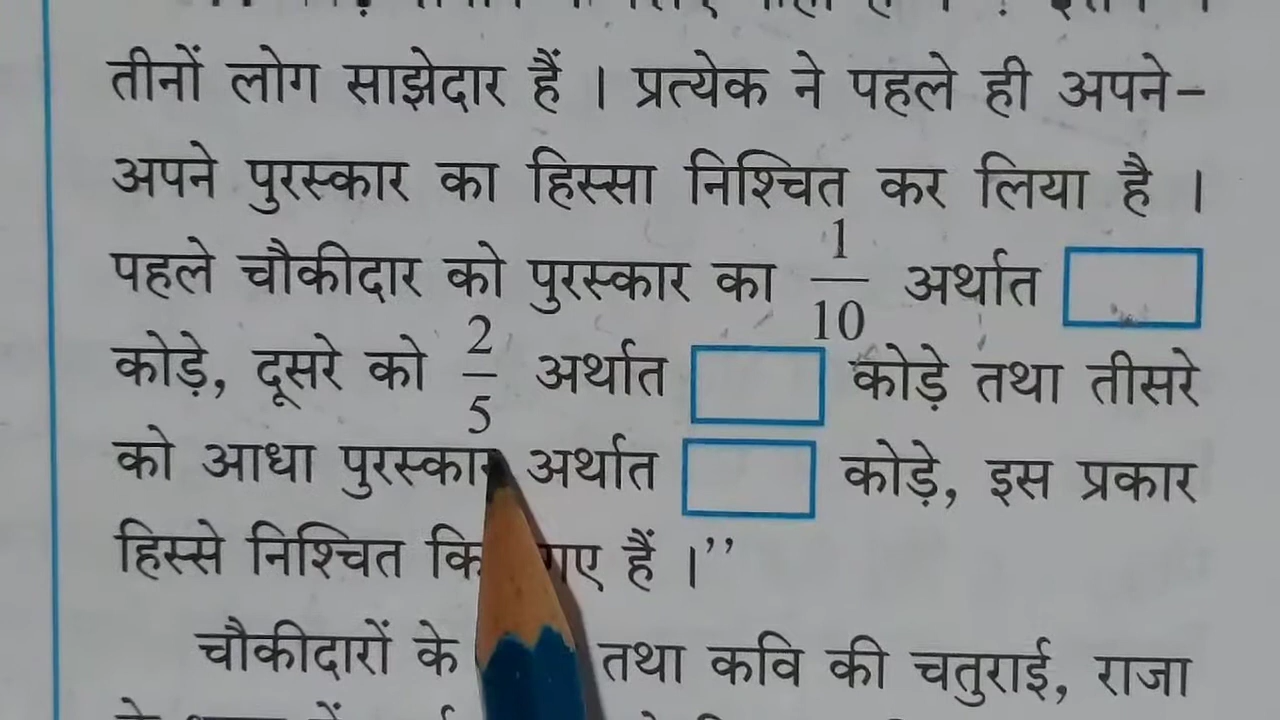 तीनों लोग साझेदार हैं । प्रत्येक ने पहले ही अपने-
अपने पुरस्कार का हिस्सा निश्चित कर लिया है ।
पहले चौकीदार को पुरस्कार का 1/10 अर्थात
कोड़े, दूसरे को 2/5 अर्थात कोड़े तथा तीसरे
को आधा पुरस्कार अर्थात कोड़े, इस प्रकार
हिस्से निश्चित गए हैं ।”
चौकीदारों के तथा कवि की चतुराई, राजा